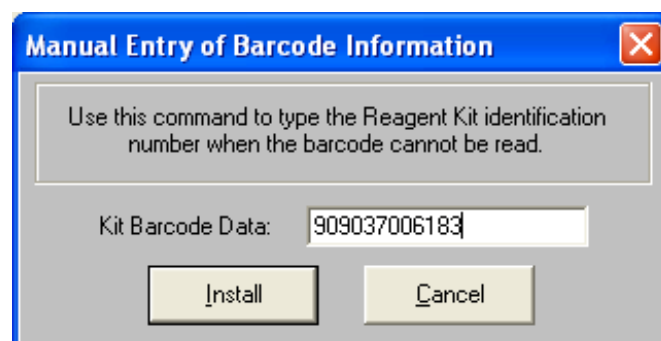 Manual Entry of Barcode Information
Use this command to type the Reagent Kit identification
number when the barcode cannot be read.
Kit Barcode Data: 909037006183
Install Cancel